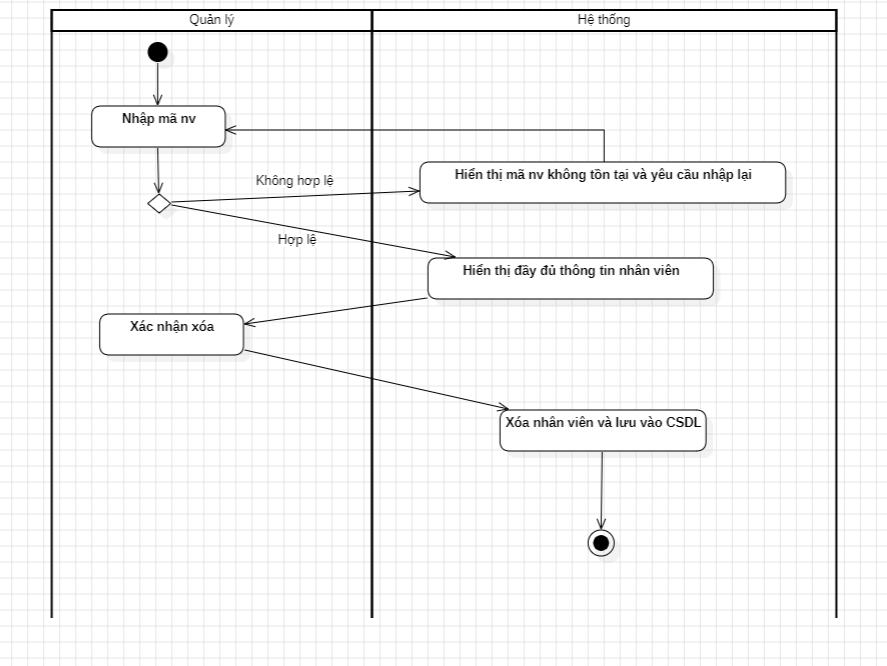 Quản lý
Hệ thống
Nhập mã nv
Hiển thị mã nv không tồn tại và yêu cầu nhập lại
Không hợp lệ
Hợp lệ
Hiển thị đầy đủ thông tin nhân viên
Xác nhận xóa
Xóa nhân viên và lưu vào CSDL